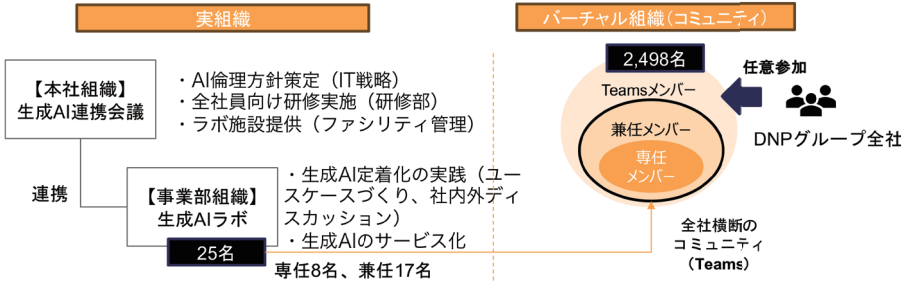 実組織
バーチャル組織（コミュニティ）
【本社組織】
生成AI連携会議
・AI倫理方針策定（IT戦略）
・全社員向け研修実施（研修部）
・ラボ施設提供（ファシリティ管理）
連携
【事業部組織】
生成AIラボ
25名
・生成AI定着化の実践（ユー
スケースづくり、社内外ディ
スカッション）
・生成AIのサービス化
専任8名、兼任17名
2,498名
Teamsメンバー
兼任メンバー
専任
メンバー
任意参加
DNPグループ全社
全社横断の
コミュニティ
（Teams）